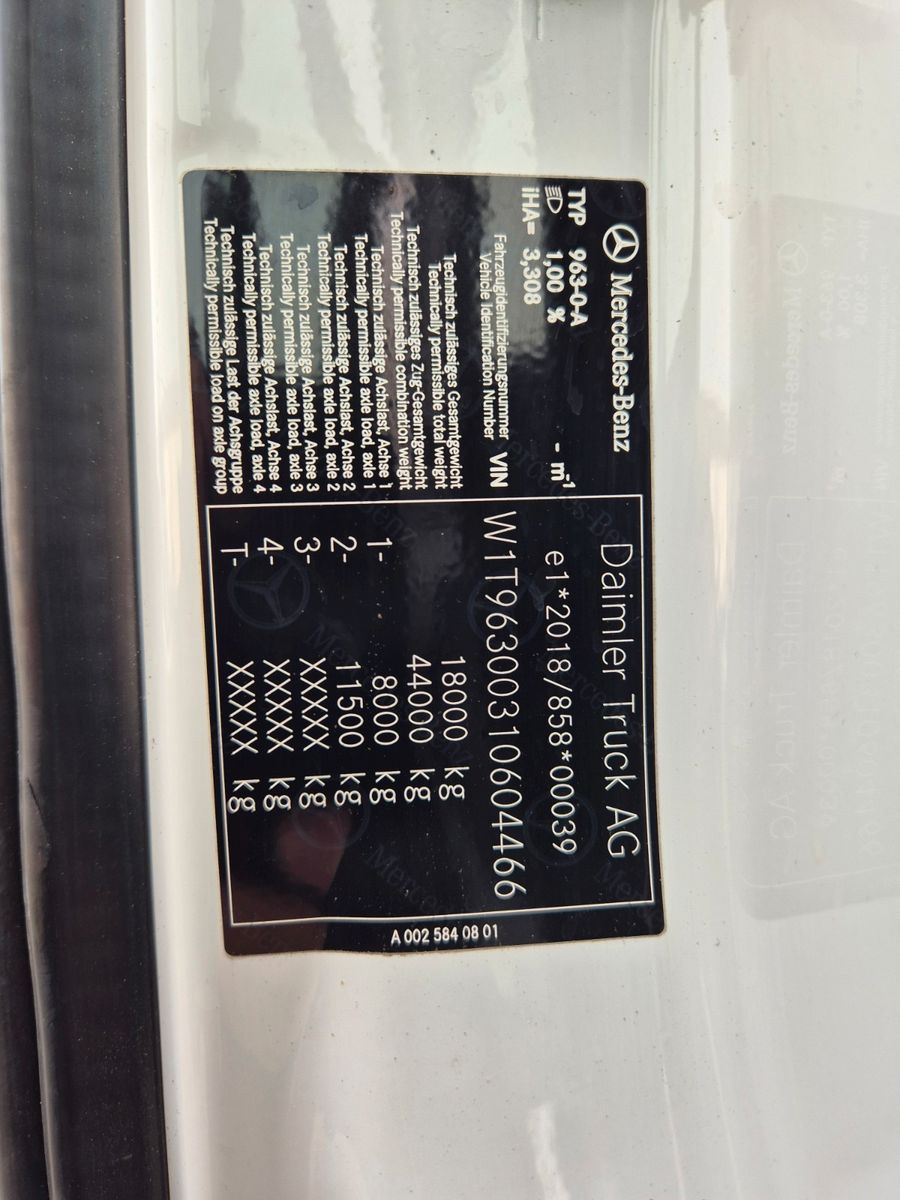 Mercedes-Benz
Daimler Truck AG
TYP 963-0-A - m⁻¹
1,00 %
iHA= 3,308
e1*2018/858*00039
Fahrzeugidentifizierungsnummer
Vehicle Identification Number VIN
W1T96300310604466
Technisch zulässiges Gesamtgewicht
Technically permissible total weight
18000 kg
Technisch zulässiges Zug-Gesamtgewicht
Technically permissible combination weight
44000 kg
Technisch zulässige Achslast, Achse 1
Technically permissible axle load, axle 1
1- 8000 kg
Technisch zulässige Achslast, Achse 2
Technically permissible axle load, axle 2
2- 11500 kg
Technisch zulässige Achslast, Achse 3
Technically permissible axle load, axle 3
3- XXXXX kg
Technisch zulässige Achslast, Achse 4
Technically permissible axle load, axle 4
4- XXXXX kg
Technisch zulässige Last der Achsgruppe
Technically permissible load on axle group
T- XXXXX kg
A 002 584 08 01